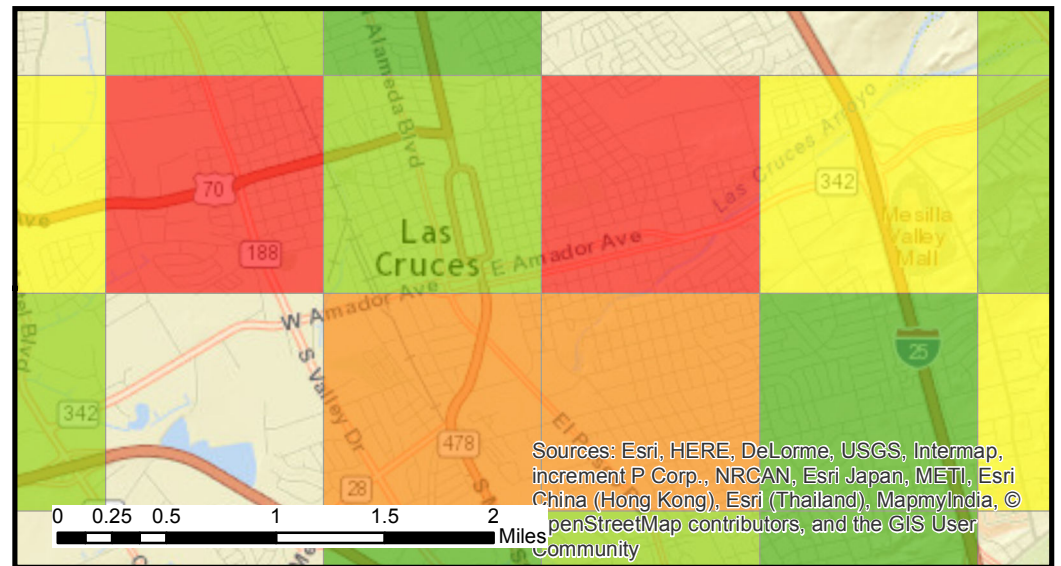 Alameda Blvd
Las Cruces Arroyo
70
342
Ave
Mesilla
Valley
Mall
188
Las
Cruces
E Amador Ave
W Amador Ave
25
S Valley Dr
342
478
El Paseo
28
Sources: Esri, HERE, DeLorme, USGS, Intermap,
increment P Corp., NRCAN, Esri Japan, METI, Esri
China (Hong Kong), Esri (Thailand), MapmyIndia, ©
OpenStreetMap contributors, and the GIS User
Community
0 0.25 0.5 1 1.5 2
Miles